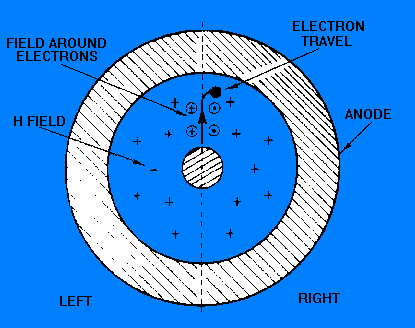 ELECTRON
TRAVEL
FIELD AROUND
ELECTRONS
H FIELD
ANODE
LEFT
RIGHT